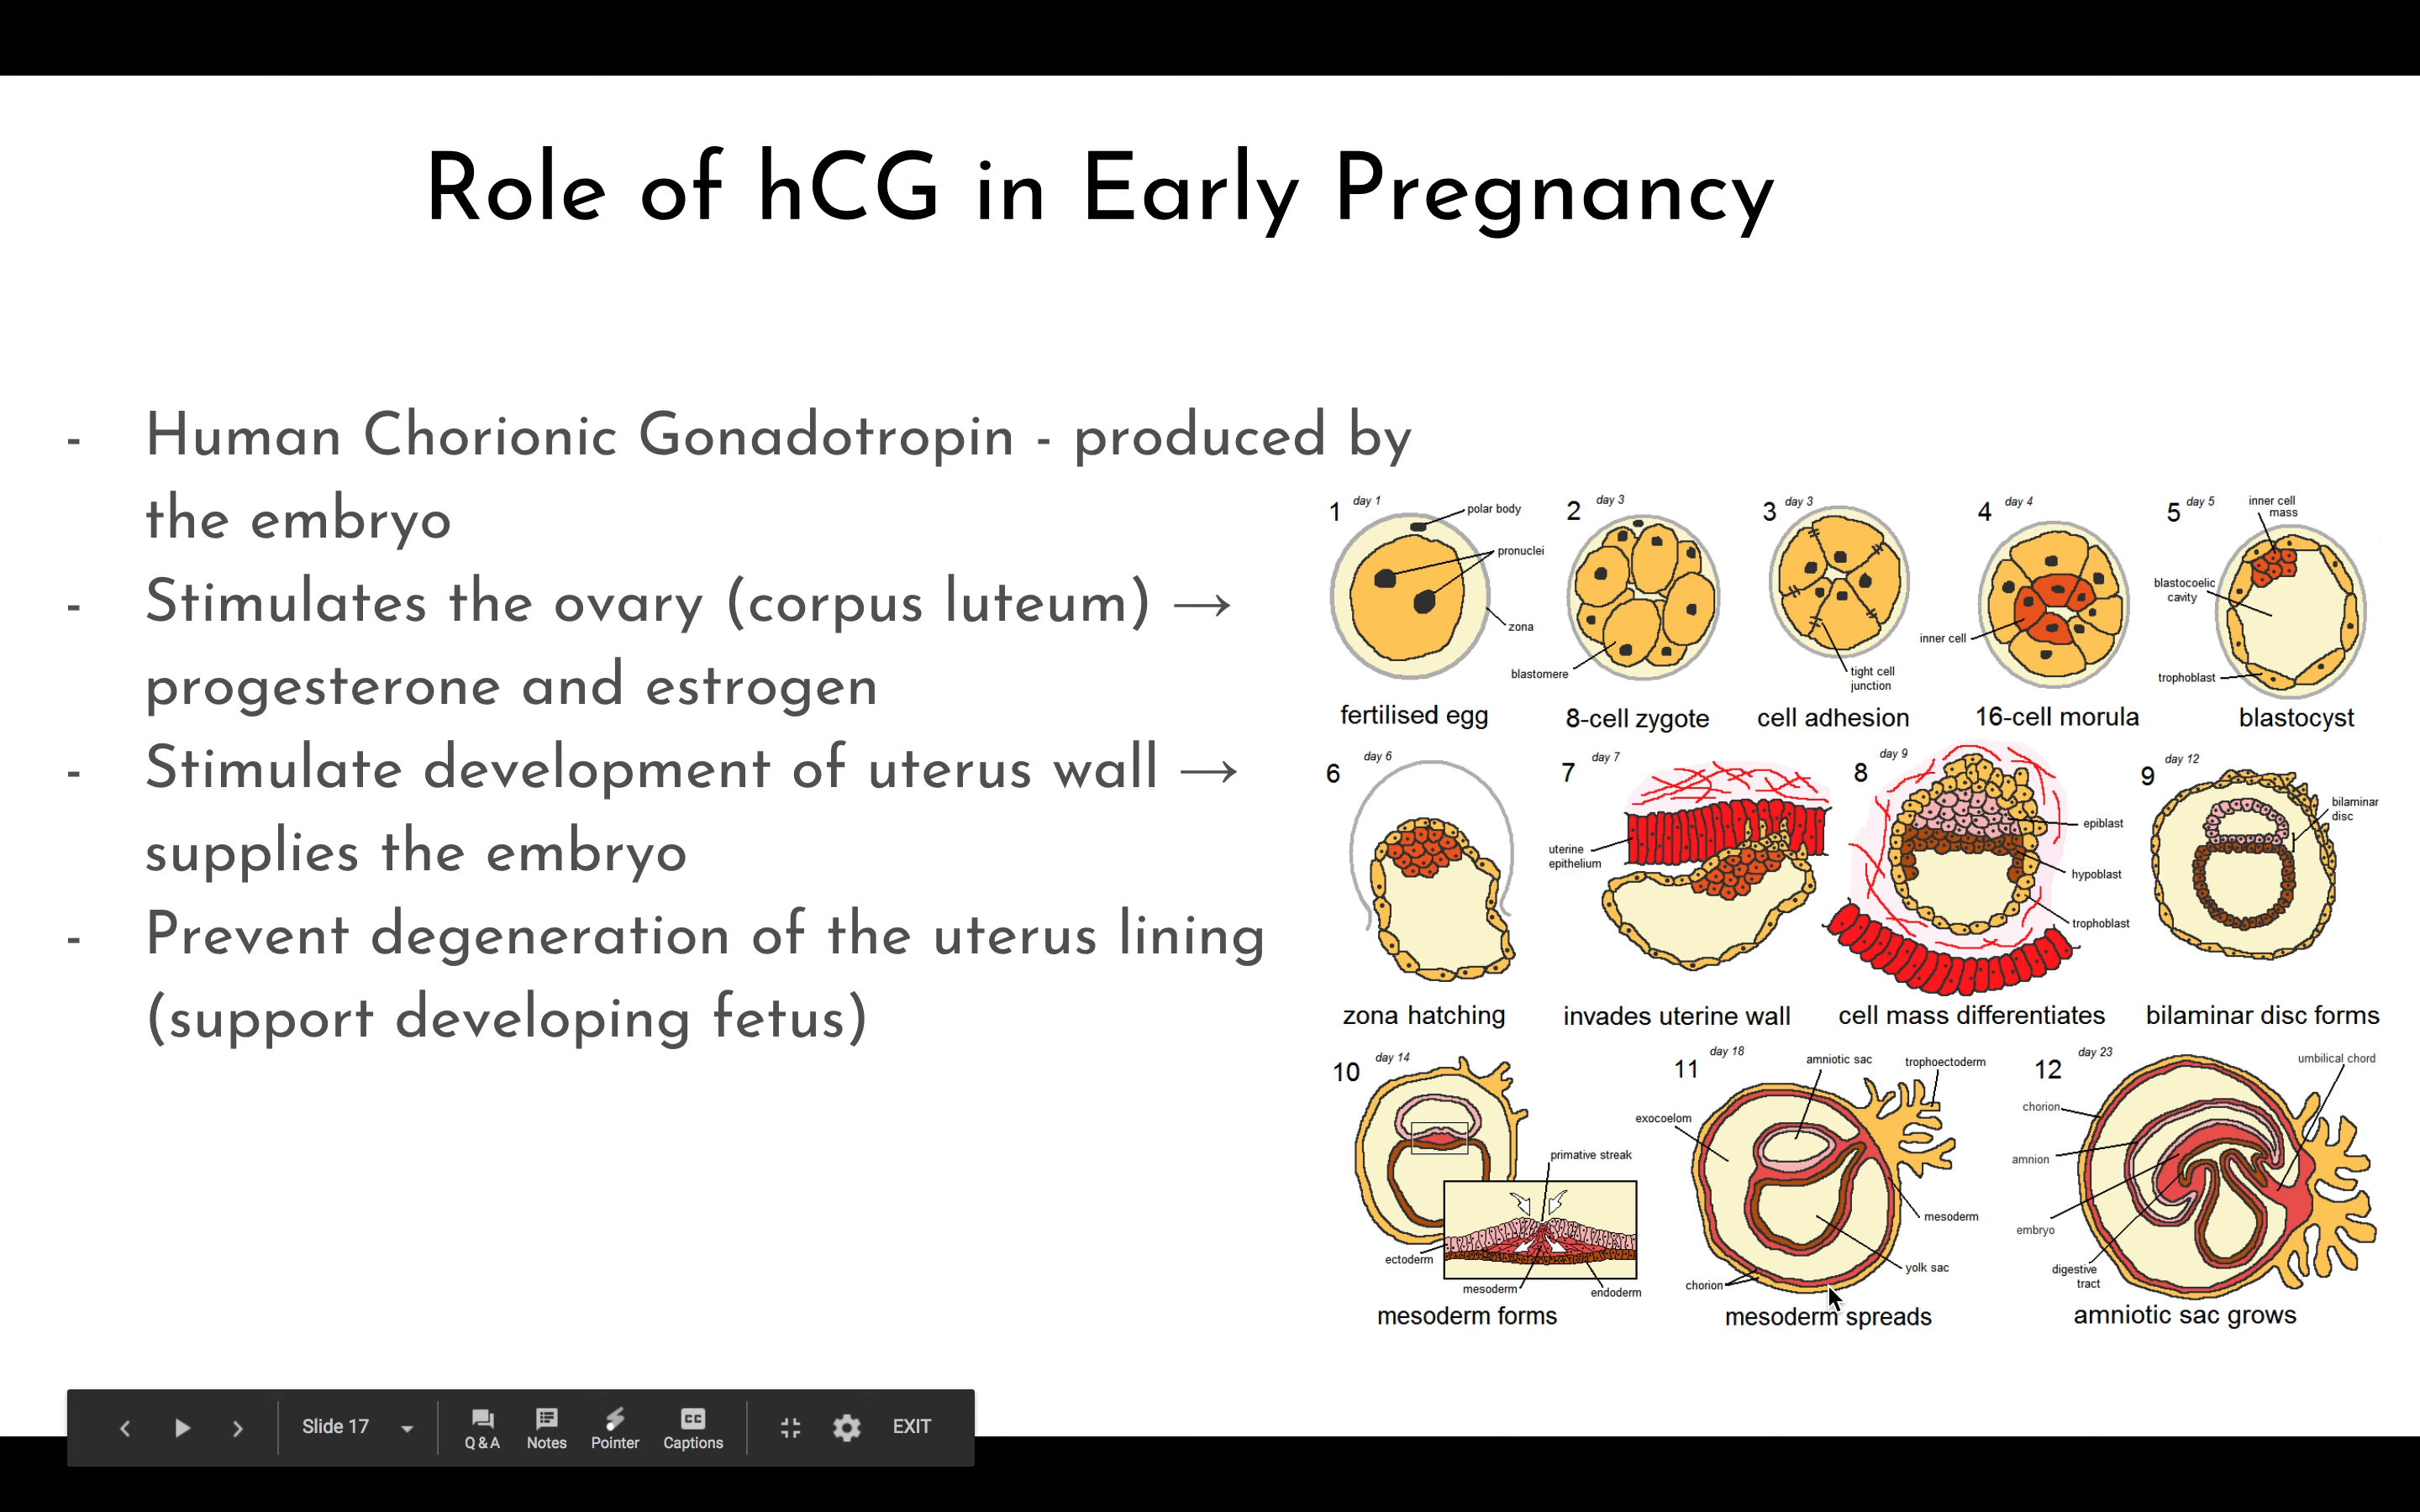 Role of hCG in Early Pregnancy
- Human Chorionic Gonadotropin - produced by
the embryo
- Stimulates the ovary (corpus luteum) →
progesterone and estrogen
- Stimulate development of uterus wall →
supplies the embryo
- Prevent degeneration of the uterus lining
(support developing fetus)
1 day 1
polar body
pronuclei
zona
fertilised egg
2 day 3
blastomere
8-cell zygote
3 day 3
tight cell
junction
cell adhesion
4 day 4
inner cell
16-cell morula
5 day 5
inner cell
mass
blastocoelic
cavity
trophoblast
blastocyst
6 day 6
zona hatching
7 day 7
uterine
epithelium
invades uterine wall
8 day 9
epiblast
hypoblast
trophoblast
cell mass differentiates
9 day 12
bilaminar
disc
bilaminar disc forms
10 day 14
primative streak
ectoderm
mesoderm
endoderm
mesoderm forms
11 day 18
amniotic sac
trophoectoderm
exocoelom
mesoderm
yolk sac
chorion
mesoderm spreads
12 day 23
umbilical chord
chorion
amnion
embryo
digestive
tract
amniotic sac grows
Slide 17
Q & A
Notes
Pointer
CC
Captions
EXIT